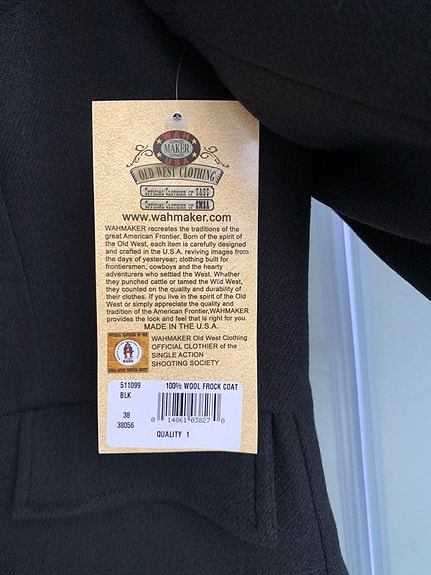 WAH
MAKER
USA
OLD WEST CLOTHING
OFFICIAL CLOTHIER OF SASS
OFFICIAL CLOTHIER OF NMSA
www.wahmaker.com
WAHMAKER recreates the traditions of the
great American Frontier. Born of the spirit of
the Old West, each item is carefully designed
and crafted in the U.S.A. reviving images from
the days of yesteryear; clothing built for
frontiersmen, cowboys and the hearty
adventurers who settled the West. Whether
they punched cattle or tamed the Wild West,
they counted on the quality and durability of
their clothes. If you live in the spirit of the Old
West or simply appreciate the quality and
tradition of the American Frontier,WAHMAKER
provides the look and feel that is right for you.
MADE IN THE U.S.A.
WAHMAKER Old West Clothing
OFFICIAL CLOTHIER of the
SINGLE ACTION
SHOOTING SOCIETY
SASS
511099 100% WOOL FROCK COAT
BLK
38
38056
0 14861 03827 0
QUALITY 1